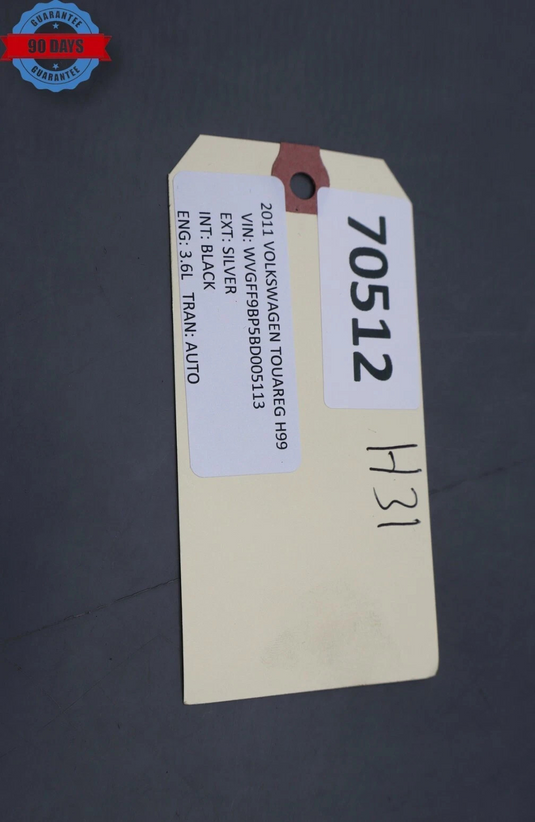 GUARANTEE
90 DAYS
GUARANTEE
70512
2011 VOLKSWAGEN TOUAREG H99
VIN: WVGFF9BP5BD005113
EXT: SILVER
INT: BLACK
ENG: 3.6L TRAN: AUTO
H31